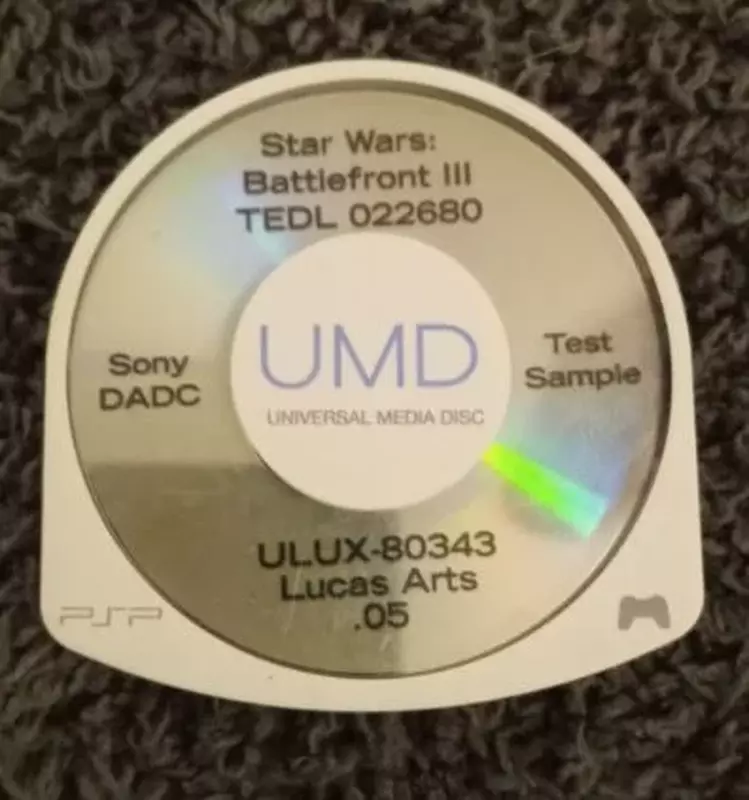 Star Wars:
Battlefront III
TEDL 022680
Sony
DADC
UMD
UNIVERSAL MEDIA DISC
Test
Sample
ULUX-80343
Lucas Arts
.05
PSP